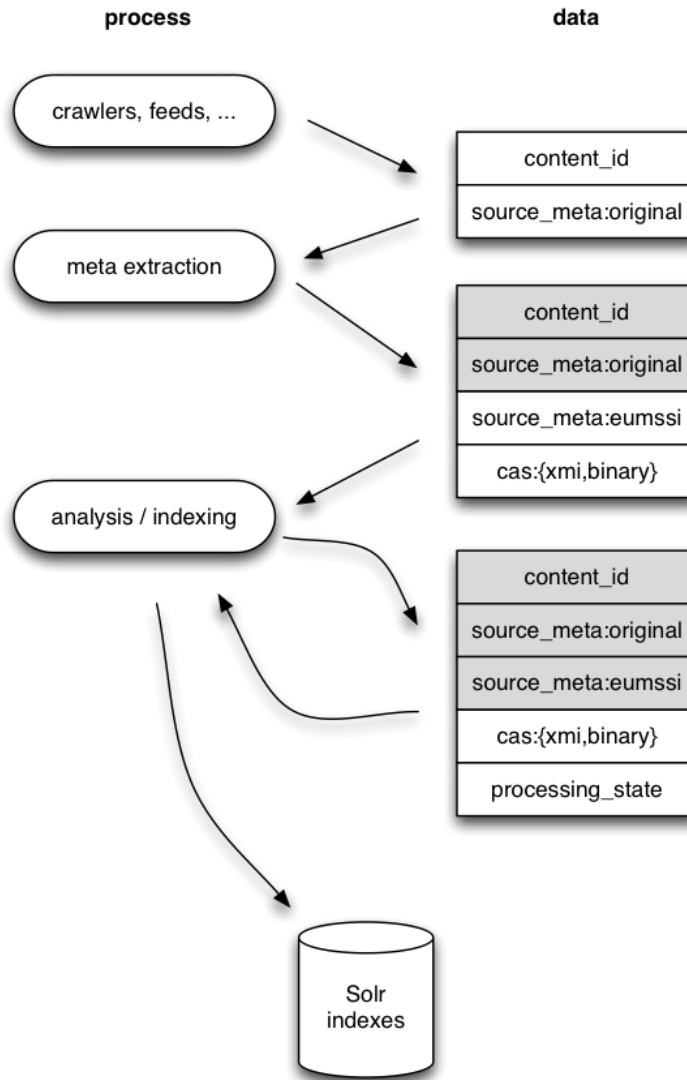 process
data
crawlers, feeds, ...
content_id
source_meta:original
meta extraction
content_id
source_meta:original
source_meta:eumssi
cas:{xmi,binary}
analysis / indexing
content_id
source_meta:original
source_meta:eumssi
cas:{xmi,binary}
processing_state
Solr
indexes